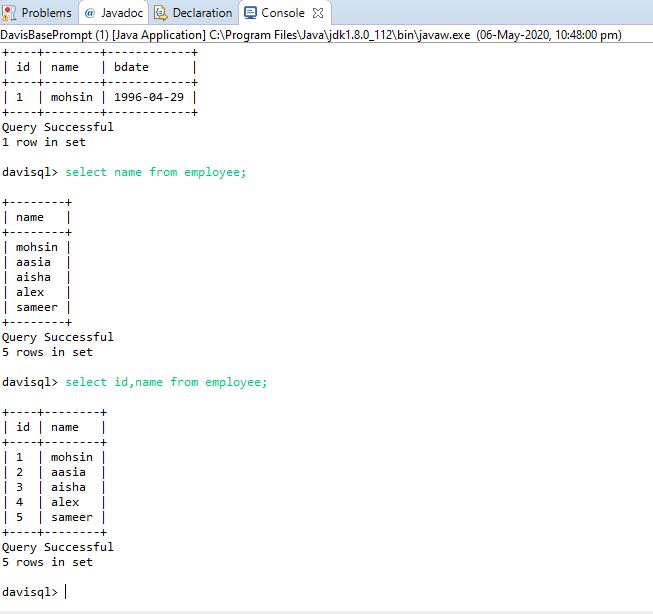 Problems @ Javadoc Declaration Console
DavisBasePrompt (1) [Java Application] C:\Program Files\Java\jdk1.8.0_112\bin\javaw.exe (06-May-2020, 10:48:00 pm)
+----+--------+------------+
| id | name   | bdate      |
+----+--------+------------+
| 1  | mohsin | 1996-04-29 |
+----+--------+------------+
Query Successful
1 row in set
davisql> select name from employee;
+--------+
| name   |
+--------+
| mohsin |
| aasia  |
| aisha  |
| alex   |
| sameer |
+--------+
Query Successful
5 rows in set
davisql> select id,name from employee;
+----+--------+
| id | name   |
+----+--------+
| 1  | mohsin |
| 2  | aasia  |
| 3  | aisha  |
| 4  | alex   |
| 5  | sameer |
+----+--------+
Query Successful
5 rows in set
davisql>